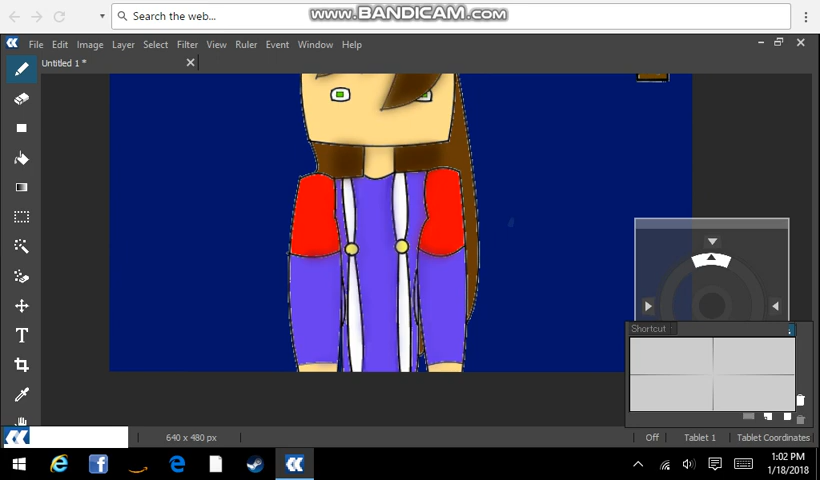 www.BANDICAM.com
Search the web...
File Edit Image Layer Select Filter View Ruler Event Window Help
Untitled 1 *
Shortcut
640 x 480 px Off Tablet 1 Tablet Coordinates
1:02 PM
1/18/2018